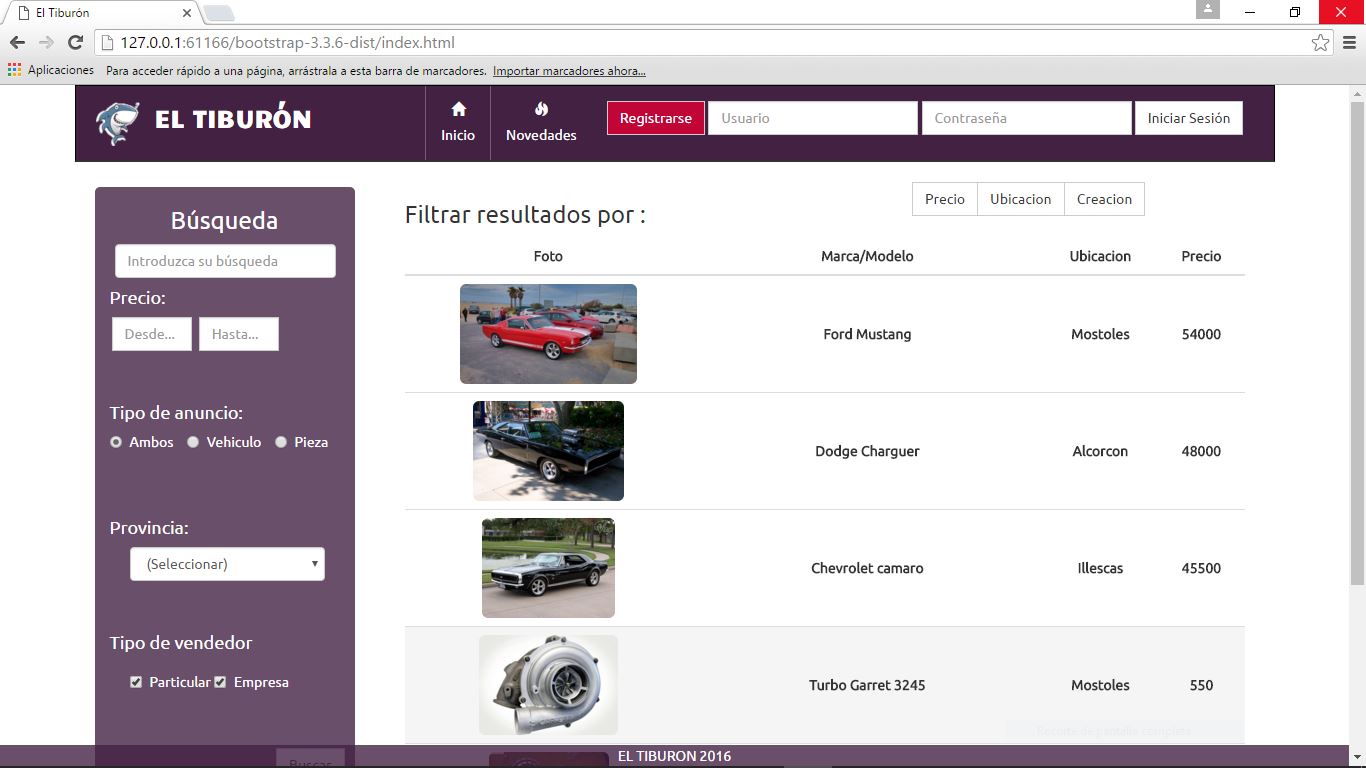 El Tiburón
127.0.0.1:61166/bootstrap-3.3.6-dist/index.html
Aplicaciones Para acceder rápido a una página, arrástrala a esta barra de marcadores. Importar marcadores ahora...
EL TIBURÓN
Inicio
Novedades
Registrarse
Usuario
Contraseña
Iniciar Sesión
Búsqueda
Introduzca su búsqueda
Precio:
Desde... Hasta...
Tipo de anuncio:
Ambos Vehiculo Pieza
Provincia:
(Seleccionar)
Tipo de vendedor
Particular Empresa
Buscar
Filtrar resultados por :
Precio Ubicacion Creacion
Foto Marca/Modelo Ubicacion Precio
Ford Mustang Mostoles 54000
Dodge Charguer Alcorcon 48000
Chevrolet camaro Illescas 45500
Turbo Garret 3245 Mostoles 550
Recorte de pantalla completa
EL TIBURON 2016